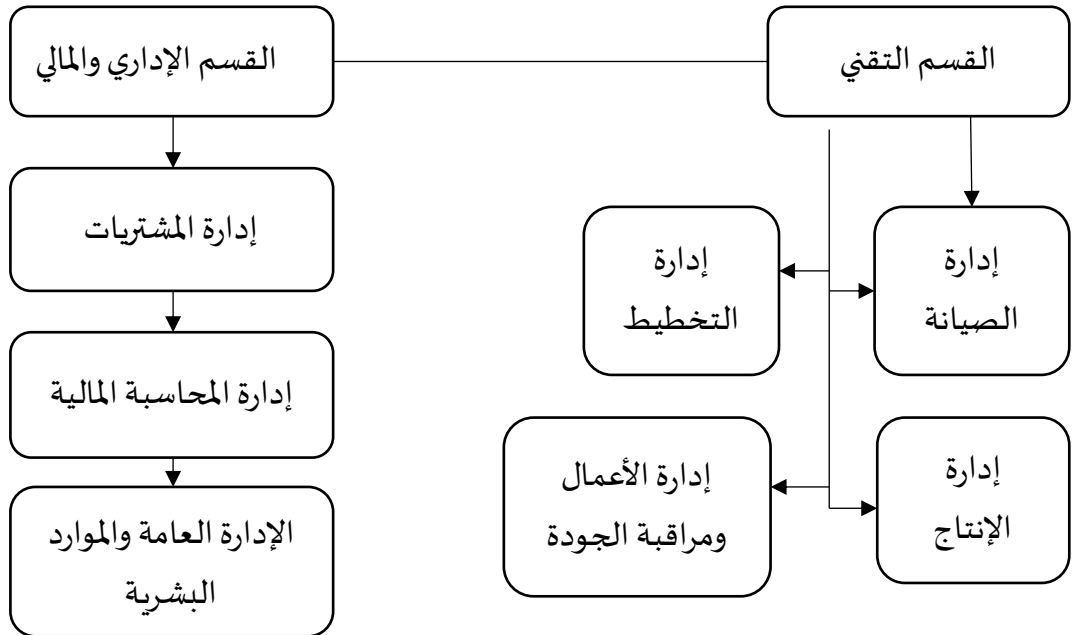 القسم التقني
القسم الإداري والمالي
إدارة المشتريات
إدارة
الصيانة
إدارة
التخطيط
إدارة المحاسبة المالية
إدارة
الإنتاج
إدارة الأعمال
ومراقبة الجودة
الإدارة العامة والموارد
البشرية